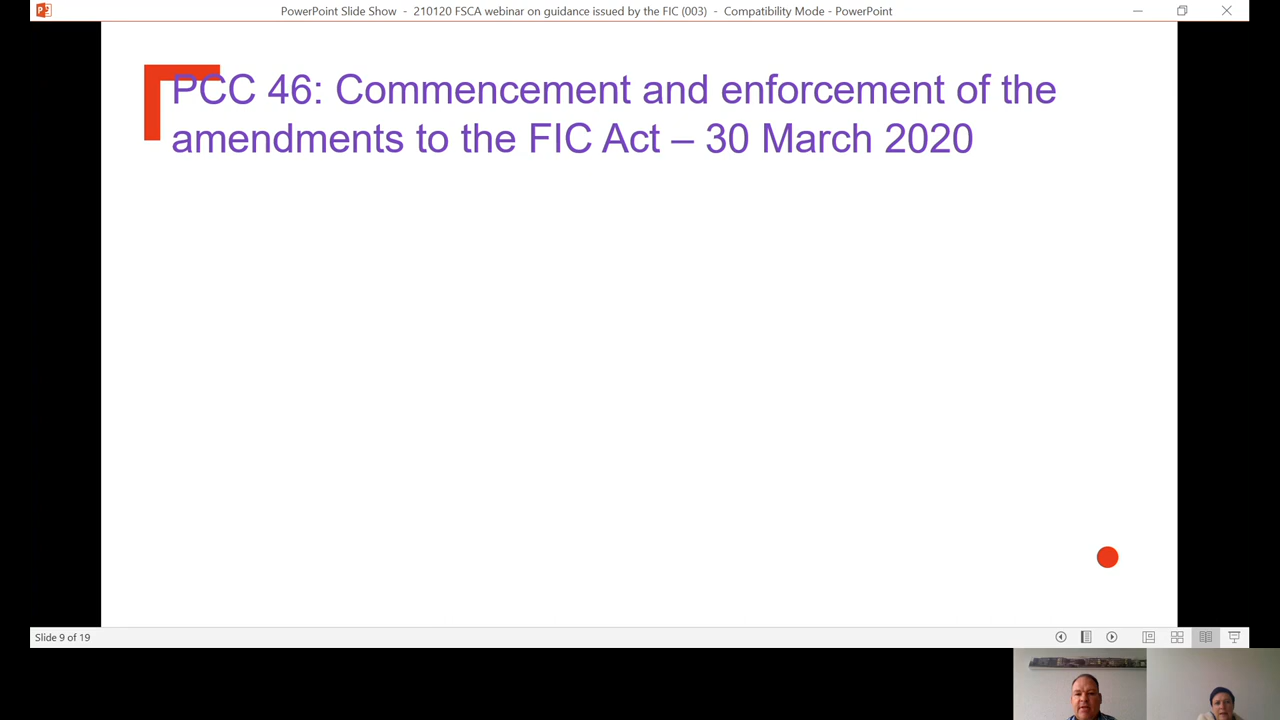 PowerPoint Slide Show - 210120 FSCA webinar on guidance issued by the FIC (003) - Compatibility Mode - PowerPoint
PCC 46: Commencement and enforcement of the
amendments to the FIC Act – 30 March 2020
Slide 9 of 19